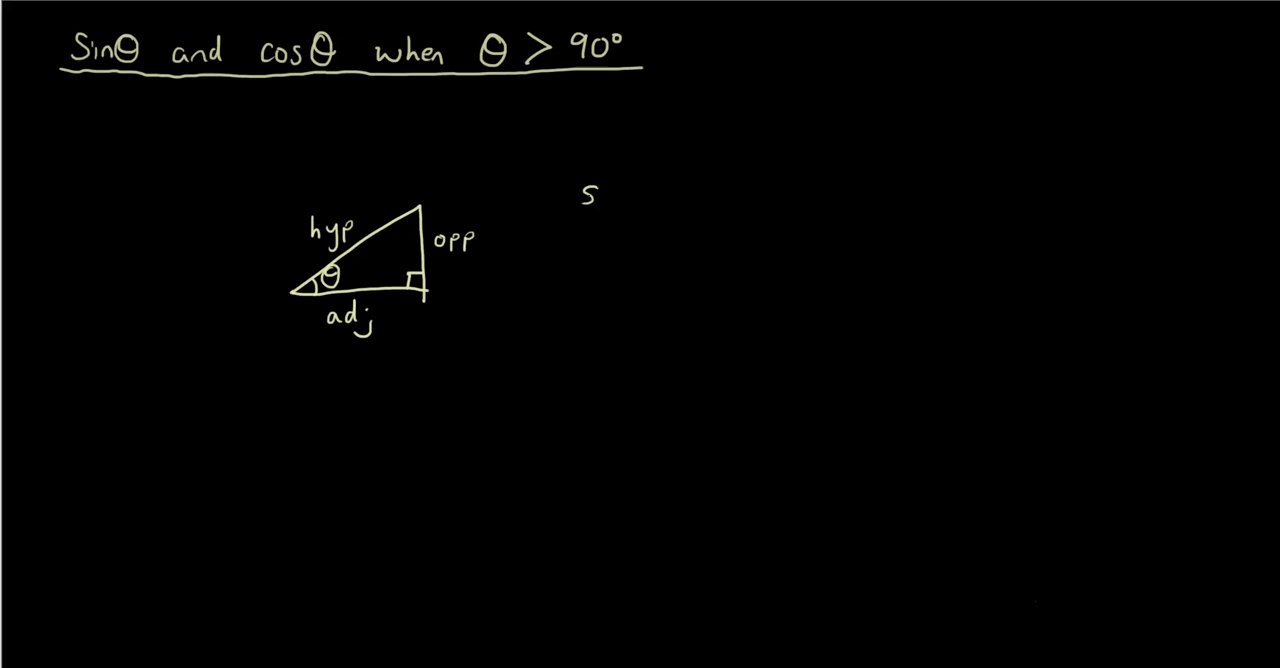 Sinθ and cosθ when θ > 90°
s
hyp
opp
θ
adj